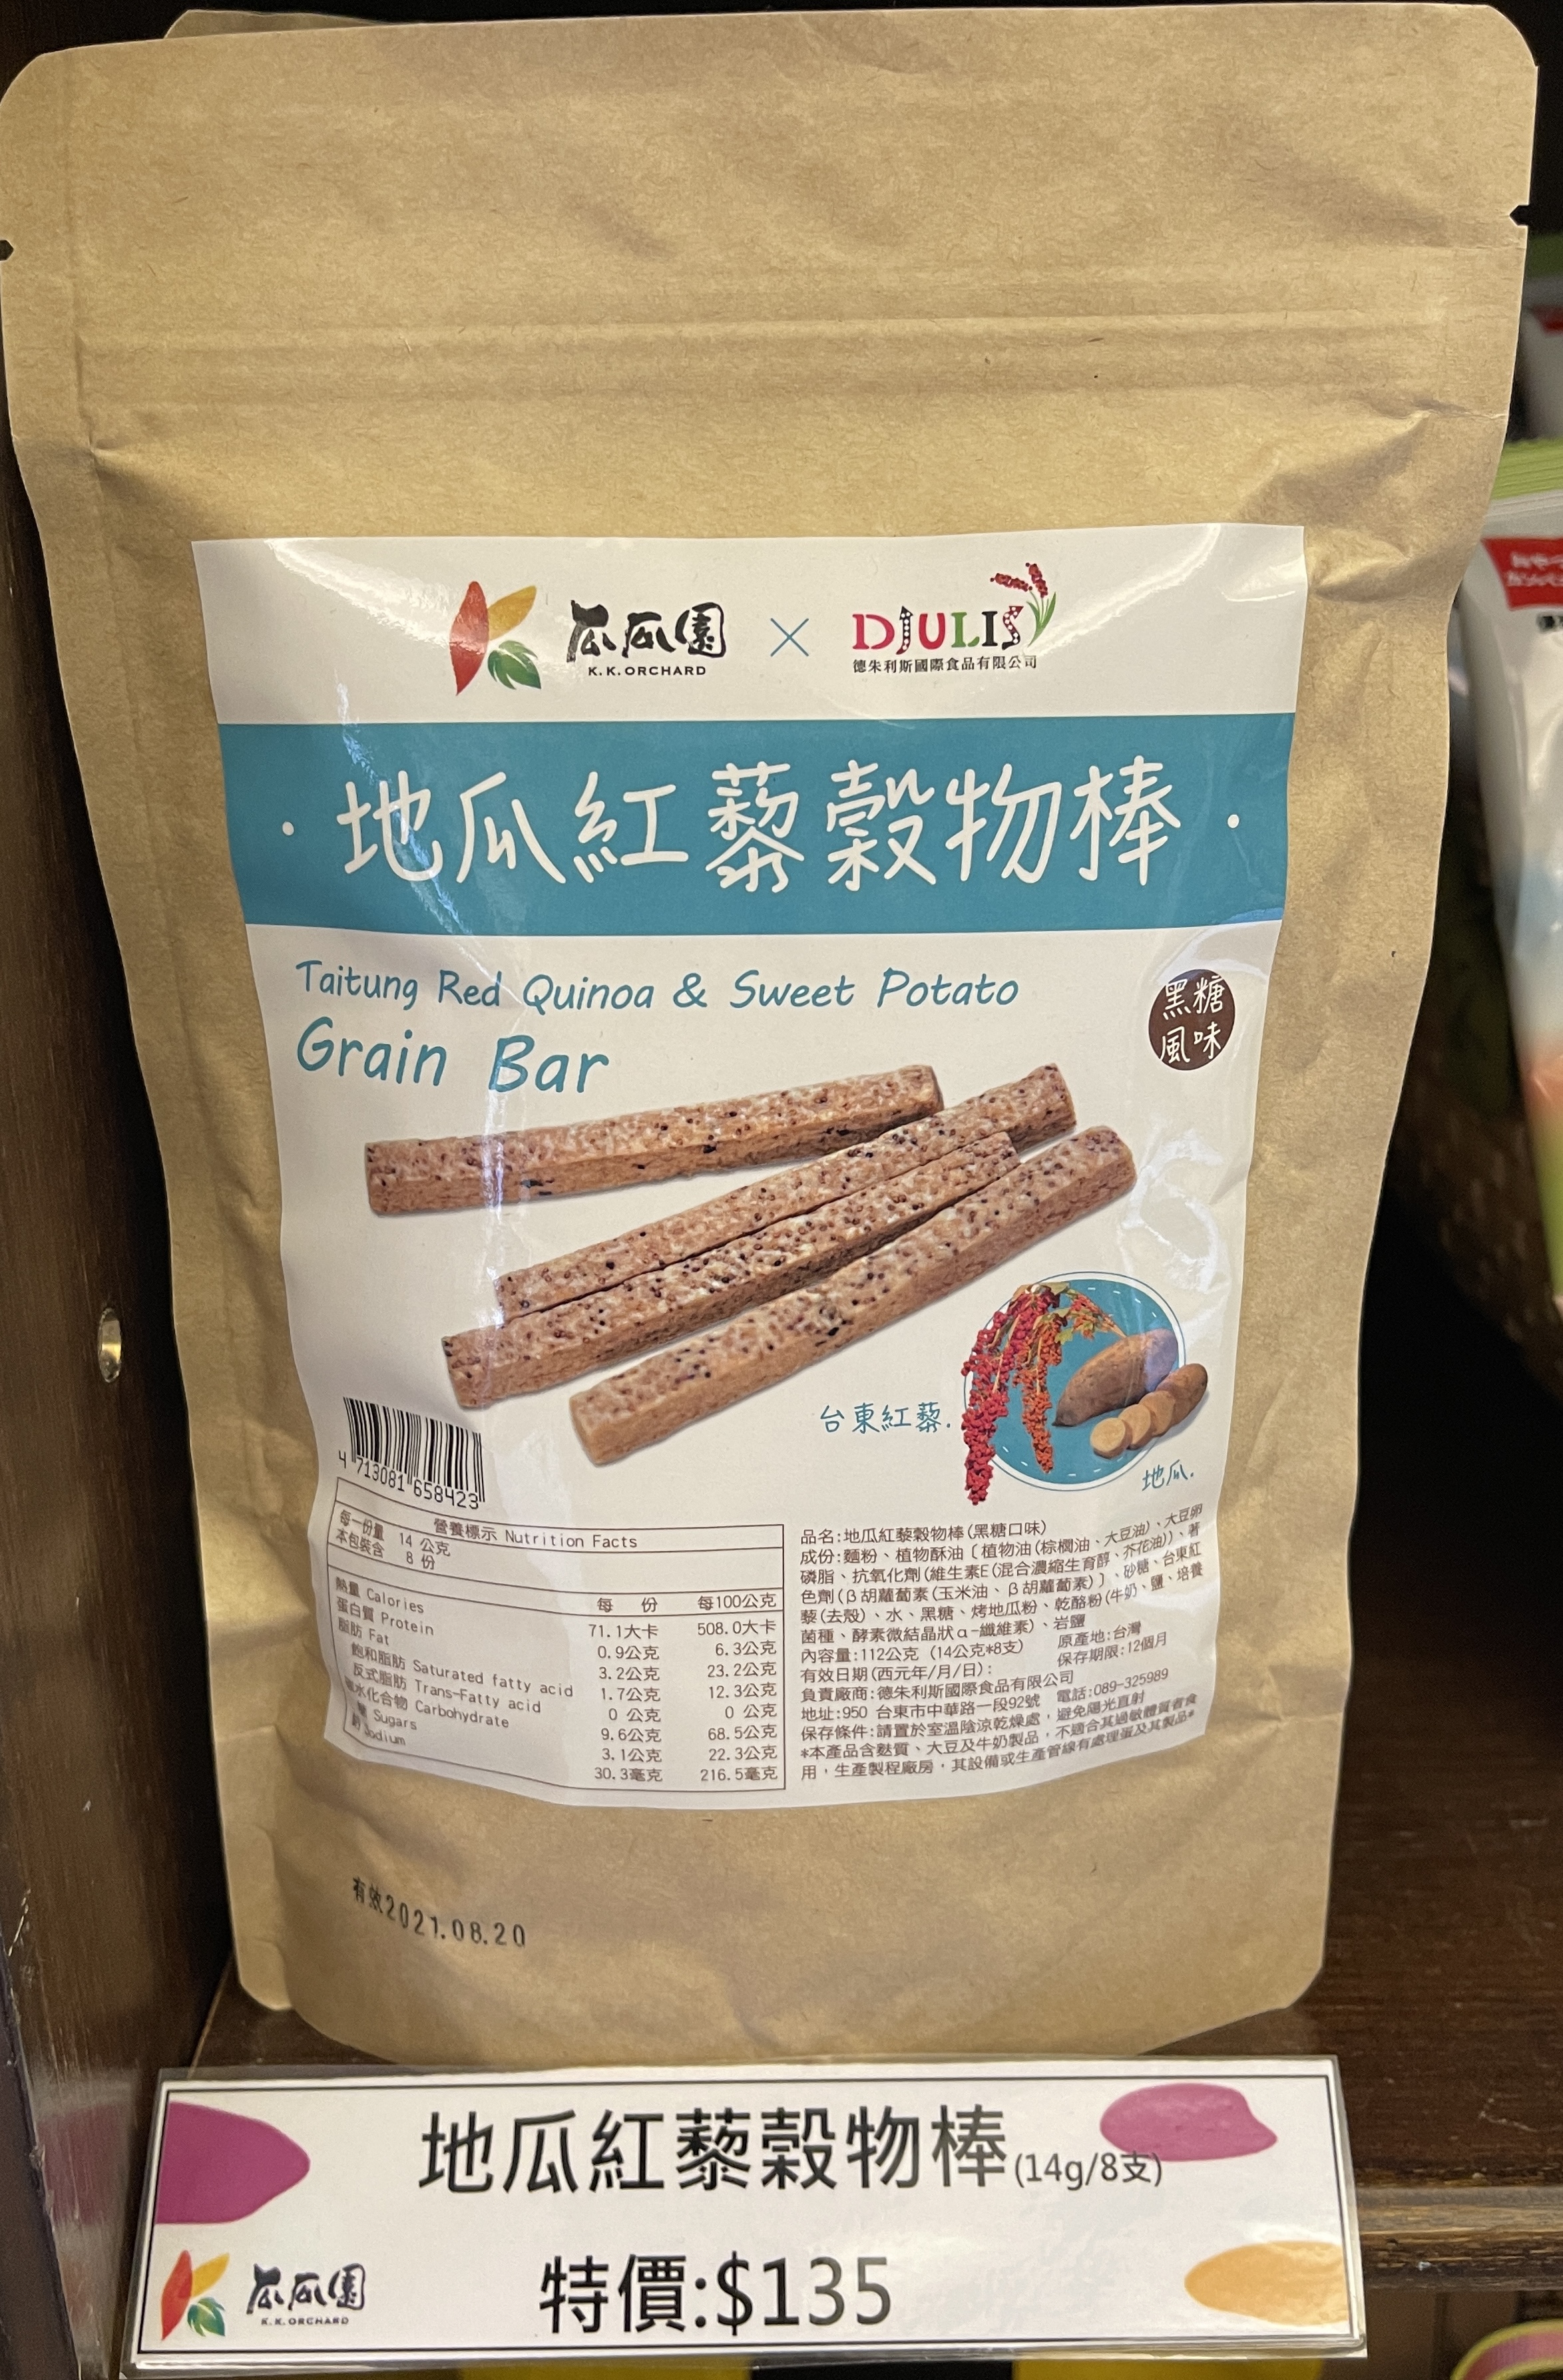 瓜瓜園
K.K.ORCHARD
×
DJULIS
德朱利斯國際食品有限公司
·地瓜紅藜穀物棒·
Taitung Red Quinoa & Sweet Potato
Grain Bar
黑糖
風味
台東紅藜.
地瓜.
4 713081 658423
營養標示 Nutrition Facts
每一份量 14 公克
本包裝含 8 份
每 份 每100公克
熱量 Calories 71.1大卡 508.0大卡
蛋白質 Protein 0.9公克 6.3公克
脂肪 Fat 3.2公克 23.2公克
飽和脂肪 Saturated fatty acid 1.7公克 12.3公克
反式脂肪 Trans-Fatty acid 0 公克 0 公克
碳水化合物 Carbohydrate 9.6公克 68.5公克
糖 Sugars 3.1公克 22.3公克
鈉 Sodium 30.3毫克 216.5毫克
品名:地瓜紅藜穀物棒(黑糖口味)
成份:麵粉、植物酥油〔植物油(棕櫚油、大豆油)、大豆卵
磷脂、抗氧化劑(維生素E(混合濃縮生育醇、芥花油))、著
色劑(β胡蘿蔔素(玉米油、β胡蘿蔔素)〕、砂糖、台東紅
藜(去殼)、水、黑糖、烤地瓜粉、乾酪粉(牛奶、鹽、培養
菌種、酵素微結晶狀α-纖維素)、岩鹽
內容量:112公克 (14公克*8支) 原產地:台灣
有效日期(西元年/月/日): 保存期限:12個月
負責廠商:德朱利斯國際食品有限公司
地址:950 台東市中華路一段92號 電話:089-325989
保存條件:請置於室溫陰涼乾燥處，避免陽光直射
*本產品含麩質、大豆及牛奶製品，不適合其過敏體質者食
用，生產製程廠房，其設備或生產管線有處理蛋及其製品*
有效2021.08.20
地瓜紅藜穀物棒(14g/8支)
瓜瓜園
K.K.ORCHARD
特價:$135